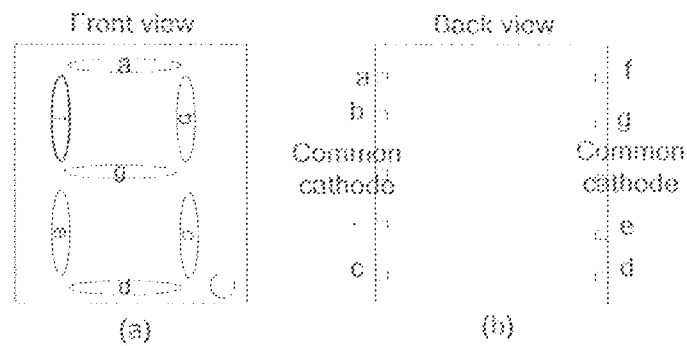 Front view
a
f
b
g
e
c
d
(a)
Back view
a
f
b
g
Common
cathode
Common
cathode
.
e
c
d
(b)